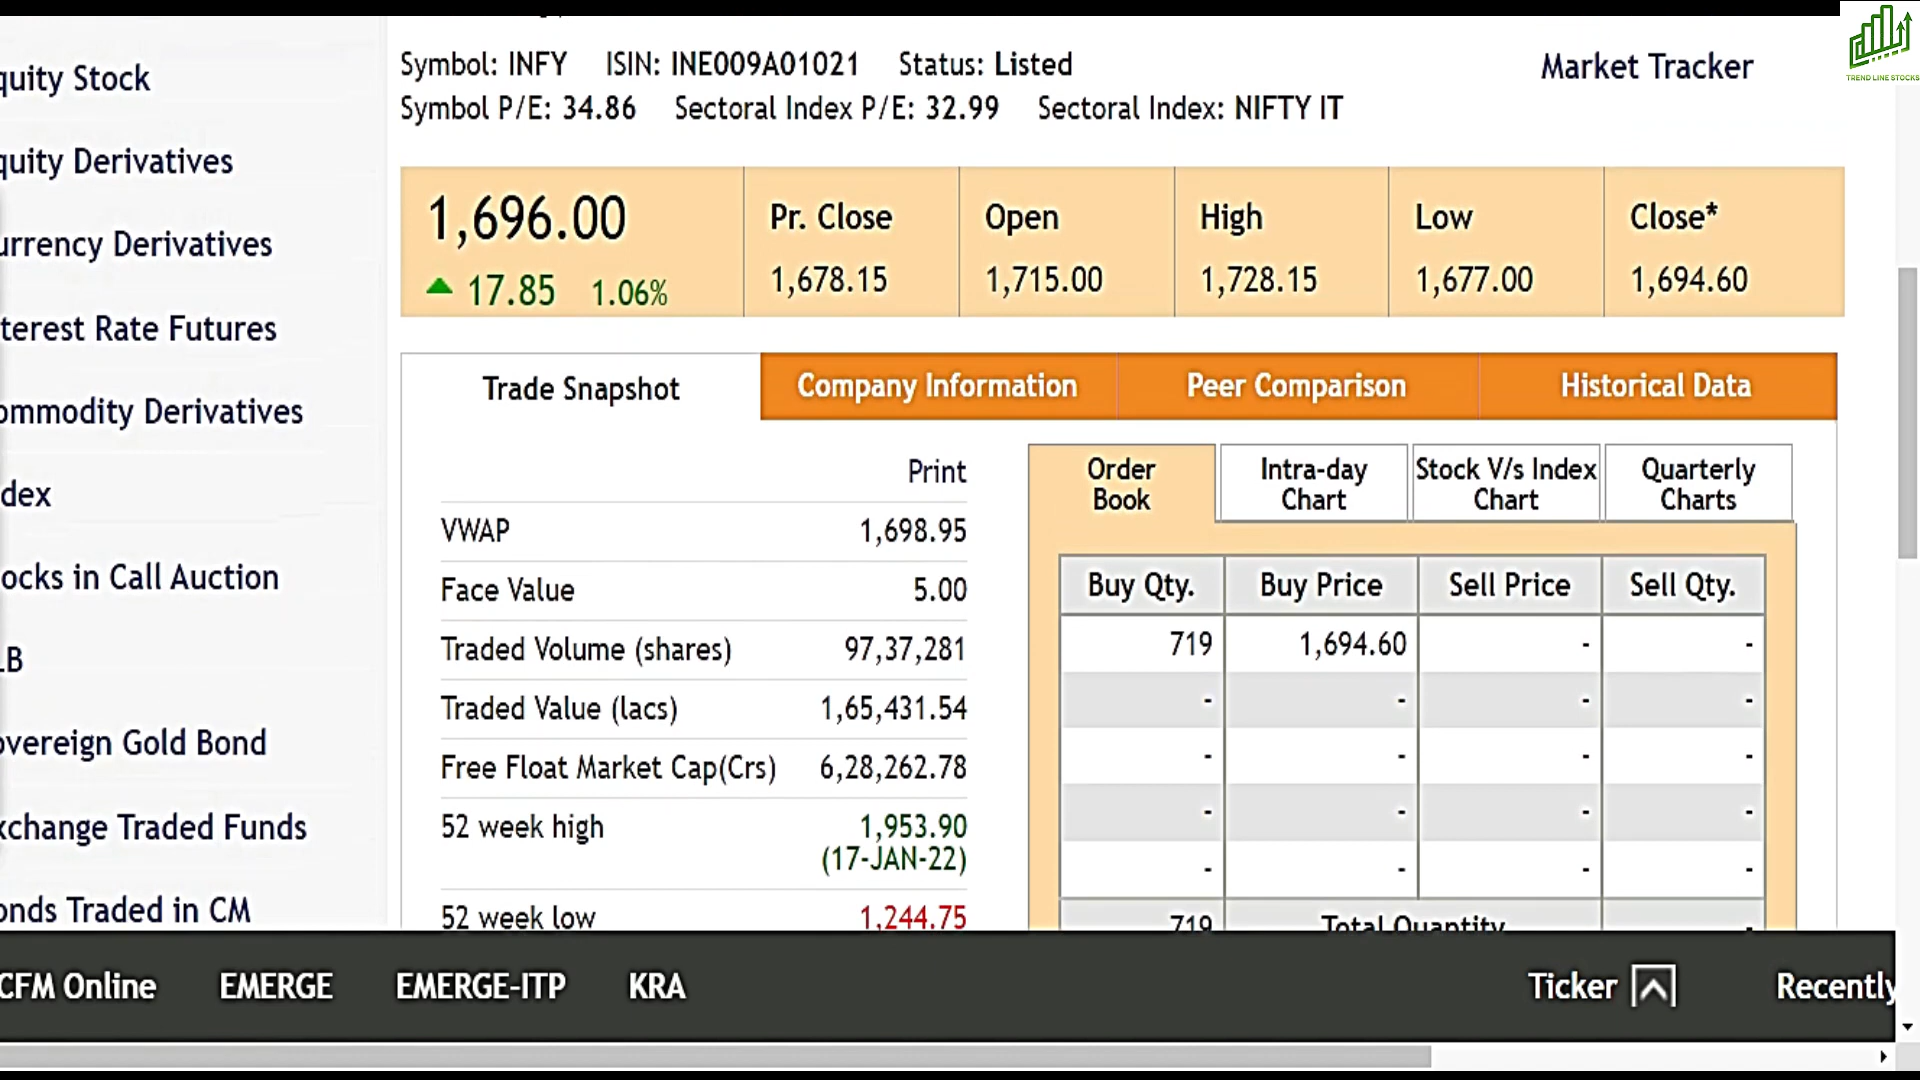 TREND LINE STOCKS
Symbol: INFY ISIN: INE009A01021 Status: Listed
Market Tracker
Symbol P/E: 34.86 Sectoral Index P/E: 32.99 Sectoral Index: NIFTY IT
quity Stock
quity Derivatives
urrency Derivatives
terest Rate Futures
ommodity Derivatives
dex
ocks in Call Auction
LB
overeign Gold Bond
xchange Traded Funds
onds Traded in CM
1,696.00 Pr. Close Open High Low Close*
17.85 1.06% 1,678.15 1,715.00 1,728.15 1,677.00 1,694.60
Trade Snapshot Company Information Peer Comparison Historical Data
Print
VWAP 1,698.95
Face Value 5.00
Traded Volume (shares) 97,37,281
Traded Value (lacs) 1,65,431.54
Free Float Market Cap(Crs) 6,28,262.78
52 week high 1,953.90
(17-JAN-22)
52 week low 1,244.75
Order Intra-day Stock V/s Index Quarterly
Book Chart Chart Charts
Buy Qty. Buy Price Sell Price Sell Qty.
719 1,694.60 - -
- - - -
- - - -
- - - -
- - - -
719 Total Quantity -
CFM Online EMERGE EMERGE-ITP KRA Ticker Recently